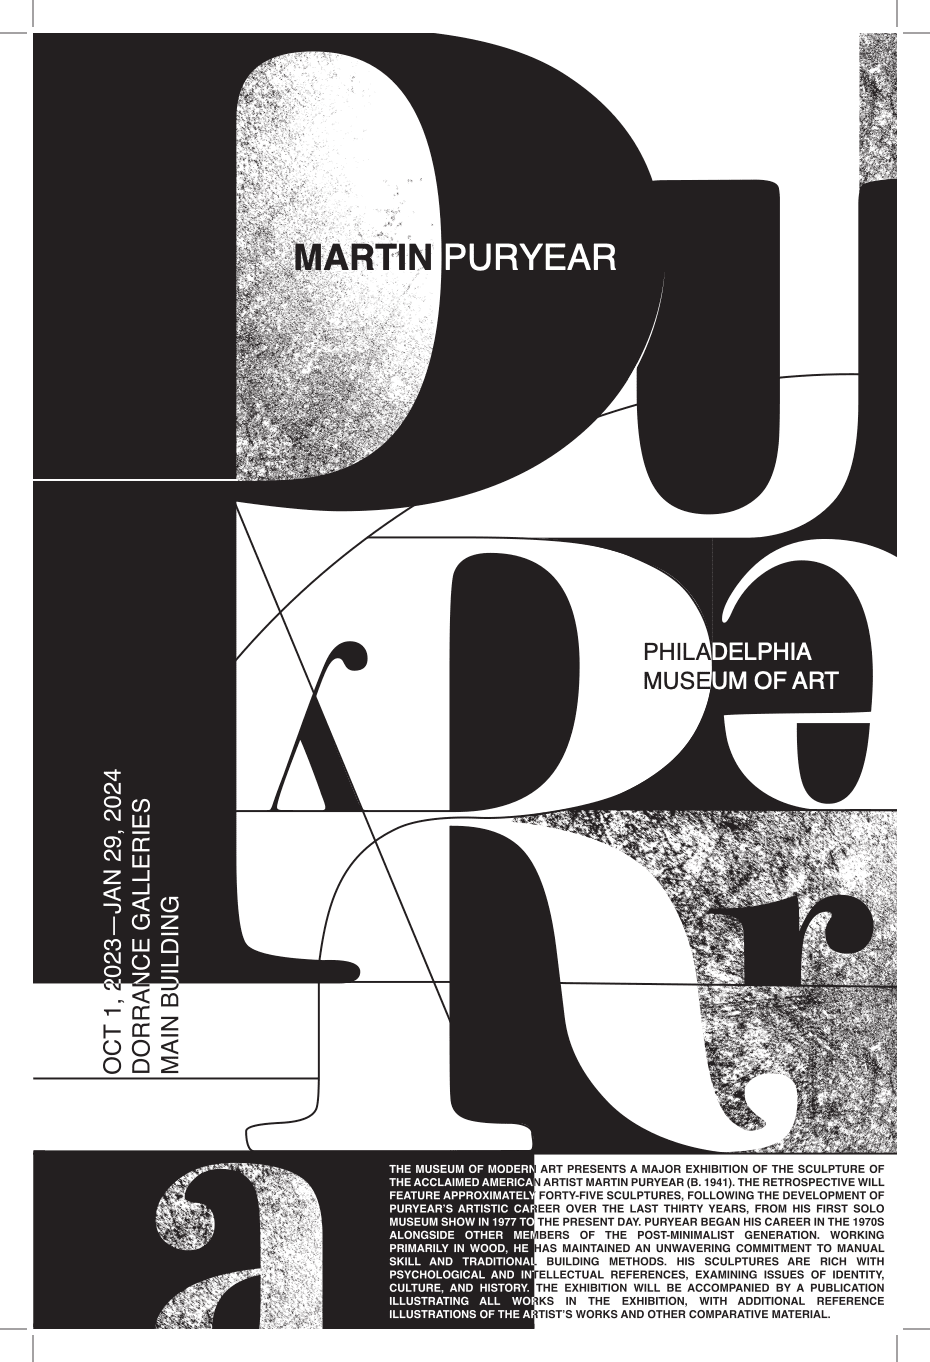 MARTIN PURYEAR
PHILADELPHIA
MUSEUM OF ART
OCT 1, 2023—JAN 29, 2024
DORRANCE GALLERIES
MAIN BUILDING
THE MUSEUM OF MODERN ART PRESENTS A MAJOR EXHIBITION OF THE SCULPTURE OF
THE ACCLAIMED AMERICAN ARTIST MARTIN PURYEAR (B. 1941). THE RETROSPECTIVE WILL
FEATURE APPROXIMATELY FORTY-FIVE SCULPTURES, FOLLOWING THE DEVELOPMENT OF
PURYEAR'S ARTISTIC CAREER OVER THE LAST THIRTY YEARS, FROM HIS FIRST SOLO
MUSEUM SHOW IN 1977 TO THE PRESENT DAY. PURYEAR BEGAN HIS CAREER IN THE 1970S
ALONGSIDE OTHER MEMBERS OF THE POST-MINIMALIST GENERATION. WORKING
PRIMARILY IN WOOD, HE HAS MAINTAINED AN UNWAVERING COMMITMENT TO MANUAL
SKILL AND TRADITIONAL BUILDING METHODS. HIS SCULPTURES ARE RICH WITH
PSYCHOLOGICAL AND INTELLECTUAL REFERENCES, EXAMINING ISSUES OF IDENTITY,
CULTURE, AND HISTORY. THE EXHIBITION WILL BE ACCOMPANIED BY A PUBLICATION
ILLUSTRATING ALL WORKS IN THE EXHIBITION, WITH ADDITIONAL REFERENCE
ILLUSTRATIONS OF THE ARTIST'S WORKS AND OTHER COMPARATIVE MATERIAL.